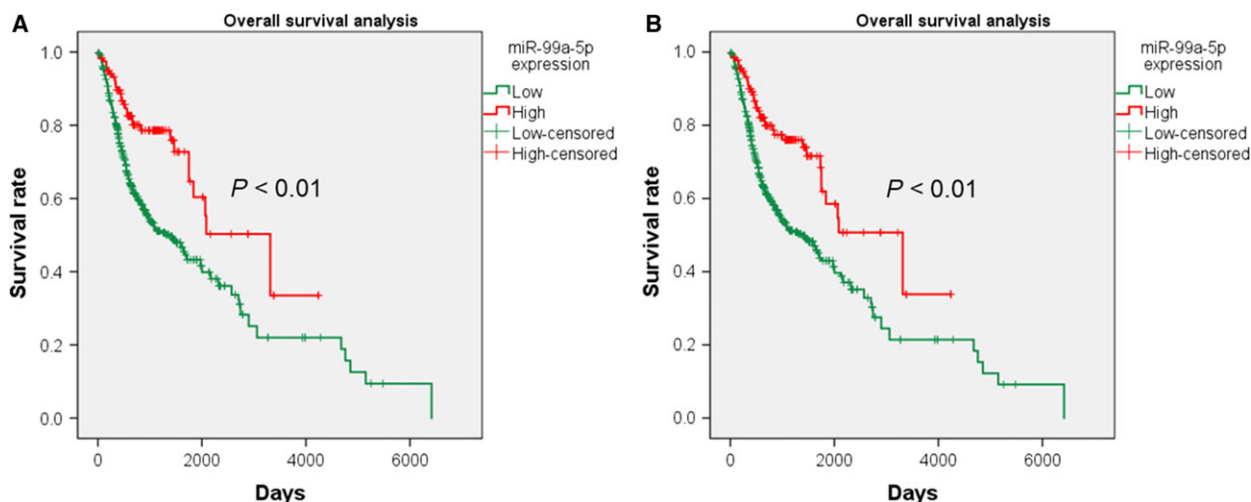 A
Overall survival analysis
1.0
0.8
0.6
0.4
0.2
0.0
Survival rate
P < 0.01
0
2000
4000
6000
Days
miR-99a-5p
expression
Low
High
Low-censored
High-censored
B
Overall survival analysis
1.0
0.8
0.6
0.4
0.2
0.0
Survival rate
P < 0.01
0
2000
4000
6000
Days
miR-99a-5p
expression
Low
High
Low-censored
High-censored